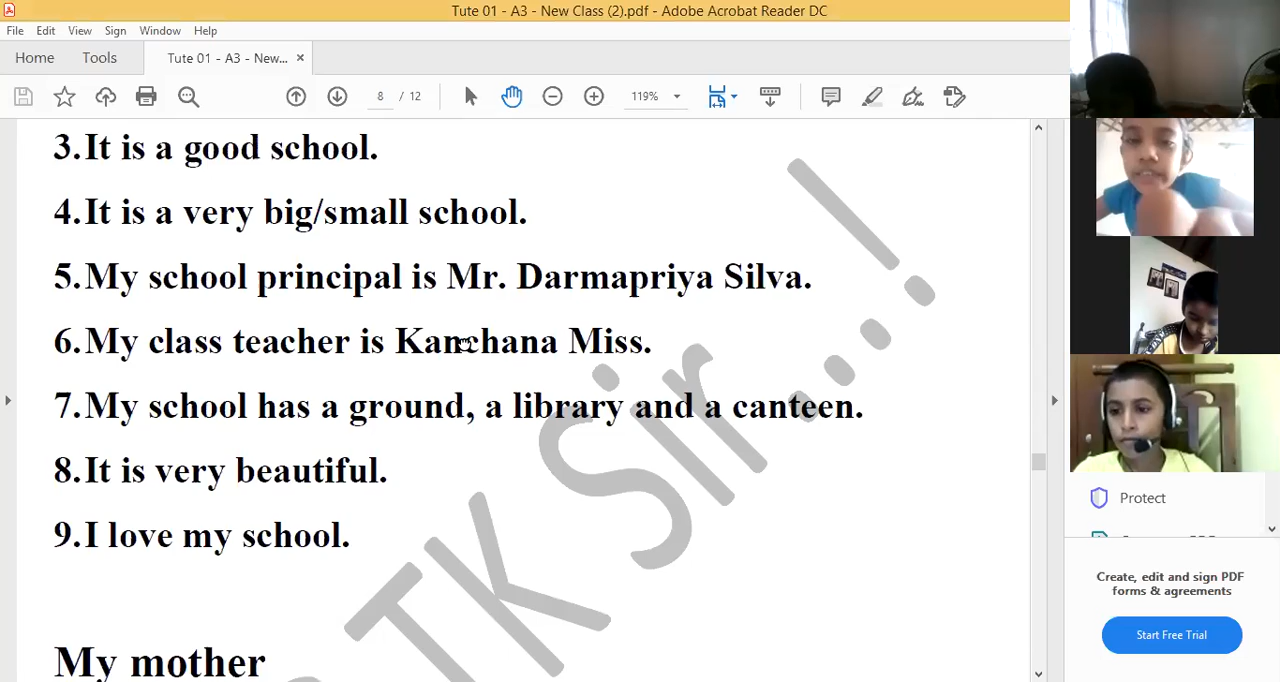 Tute 01 - A3 - New Class (2).pdf - Adobe Acrobat Reader DC
File Edit View Sign Window Help
Home Tools Tute 01 - A3 - New... ×
8 / 12 119%
3.It is a good school.
4.It is a very big/small school.
5.My school principal is Mr. Darmapriya Silva.
6.My class teacher is Kanchana Miss.
7.My school has a ground, a library and a canteen.
8.It is very beautiful.
9.I love my school.
My mother
TK Sir...!
Protect
Create, edit and sign PDF
forms & agreements
Start Free Trial